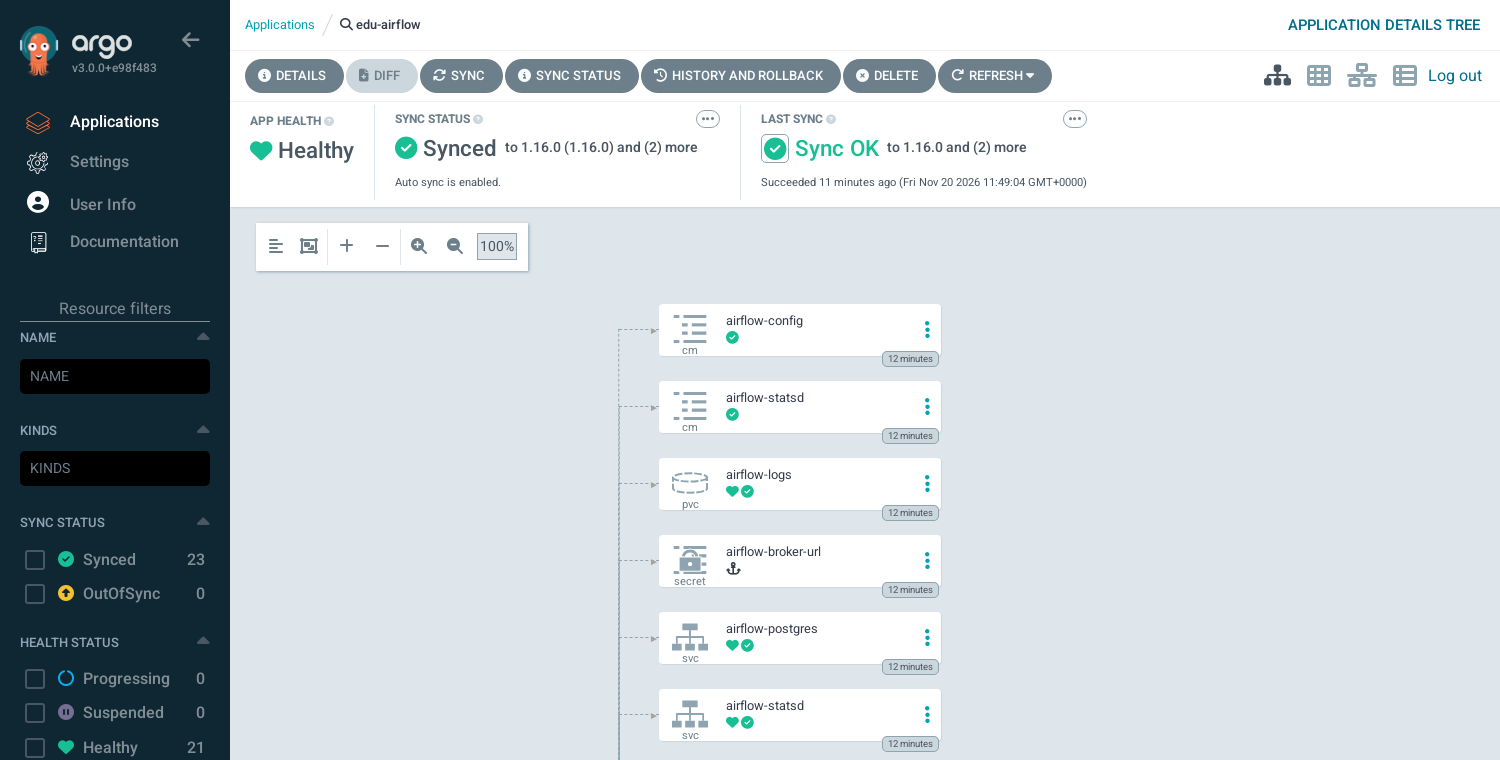 argo
v3.0.0+e98f483
Applications
Settings
User Info
Documentation
Resource filters
NAME
NAME
KINDS
KINDS
SYNC STATUS
Synced 23
OutOfSync 0
HEALTH STATUS
Progressing 0
Suspended 0
Healthy 21
Applications / edu-airflow
APPLICATION DETAILS TREE
DETAILS DIFF SYNC SYNC STATUS HISTORY AND ROLLBACK DELETE REFRESH
Log out
APP HEALTH
Healthy
SYNC STATUS
Synced to 1.16.0 (1.16.0) and (2) more
Auto sync is enabled.
LAST SYNC
Sync OK to 1.16.0 and (2) more
Succeeded 11 minutes ago (Fri Nov 20 2026 11:49:04 GMT+0000)
100%
airflow-config
cm
12 minutes
airflow-statsd
cm
12 minutes
airflow-logs
pvc
12 minutes
airflow-broker-url
secret
12 minutes
airflow-postgres
svc
12 minutes
airflow-statsd
svc
12 minutes